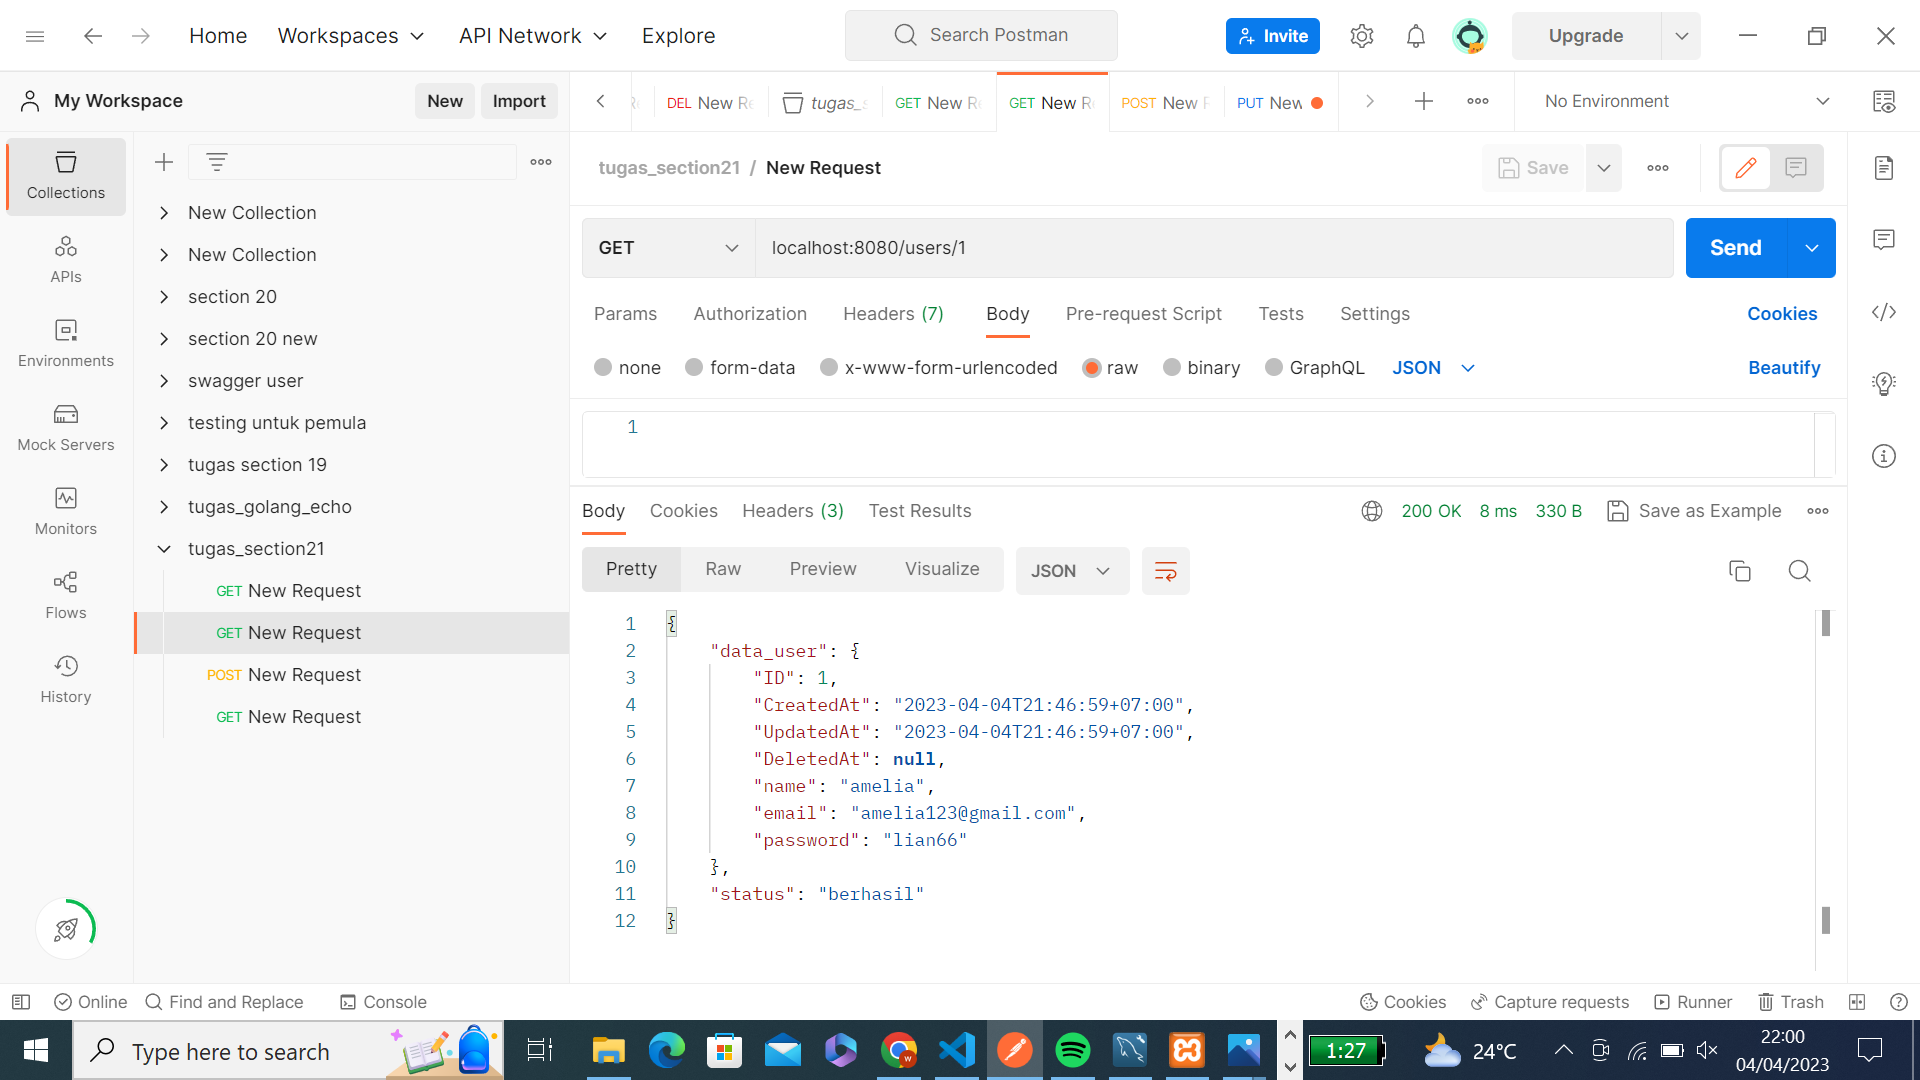 Home
Workspaces
API Network
Explore
Search Postman
Invite
Upgrade
My Workspace
New
Import
DEL New Re
tugas_s
GET New Re
GET New Re
POST New R
PUT New
No Environment
Collections
APIs
Environments
Mock Servers
Monitors
Flows
History
New Collection
New Collection
section 20
section 20 new
swagger user
testing untuk pemula
tugas section 19
tugas_golang_echo
tugas_section21
GET New Request
GET New Request
POST New Request
GET New Request
tugas_section21 / New Request
Save
GET
localhost:8080/users/1
Send
Params
Authorization
Headers (7)
Body
Pre-request Script
Tests
Settings
Cookies
none
form-data
x-www-form-urlencoded
raw
binary
GraphQL
JSON
Beautify
1
Body
Cookies
Headers (3)
Test Results
200 OK
8 ms
330 B
Save as Example
Pretty
Raw
Preview
Visualize
JSON
1 {
2 "data_user": {
3 "ID": 1,
4 "CreatedAt": "2023-04-04T21:46:59+07:00",
5 "UpdatedAt": "2023-04-04T21:46:59+07:00",
6 "DeletedAt": null,
7 "name": "amelia",
8 "email": "amelia123@gmail.com",
9 "password": "lian66"
10 },
11 "status": "berhasil"
12 }
Online
Find and Replace
Console
Cookies
Capture requests
Runner
Trash
Type here to search
1:27
24°C
22:00
04/04/2023